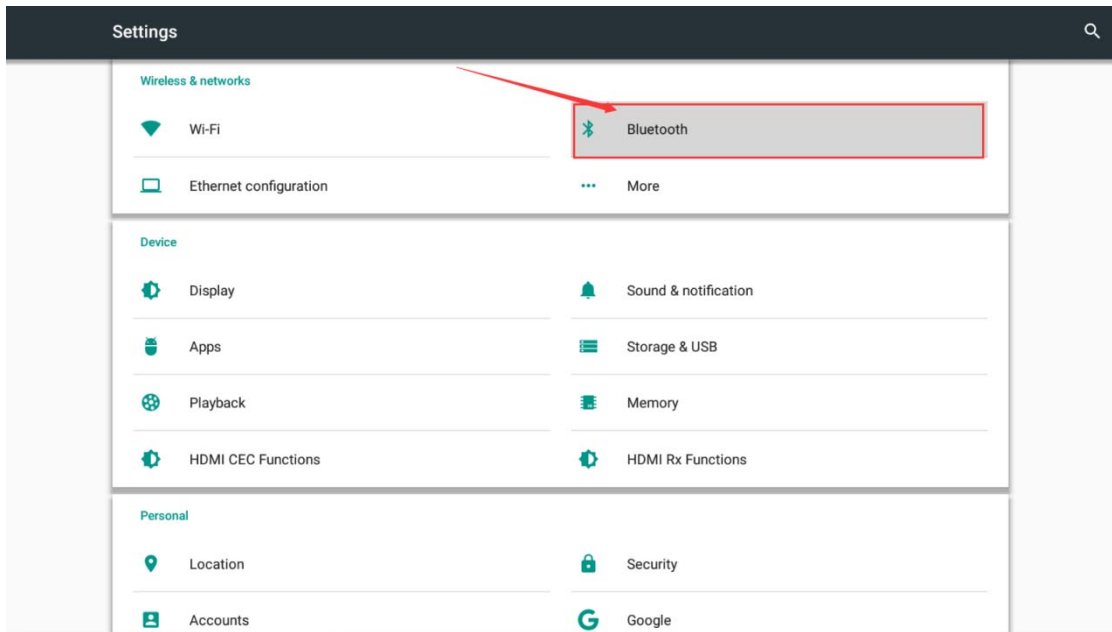 Settings
Wireless & networks
Wi-Fi
Bluetooth
Ethernet configuration
More
Device
Display
Sound & notification
Apps
Storage & USB
Playback
Memory
HDMI CEC Functions
HDMI Rx Functions
Personal
Location
Security
Accounts
Google